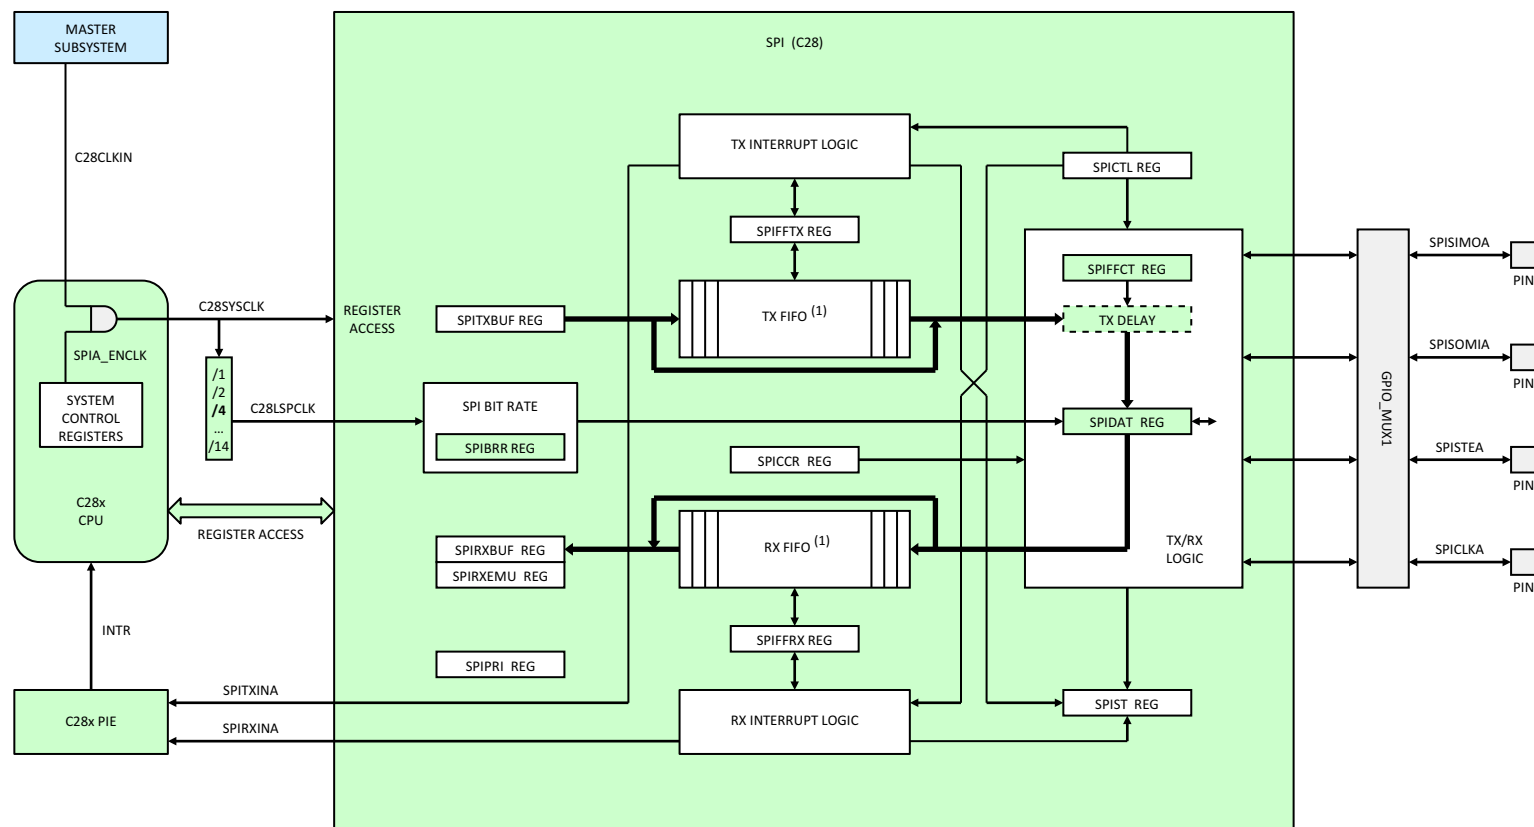 MASTER
SUBSYSTEM
SPI (C28)
C28CLKIN
TX INTERRUPT LOGIC
SPICTL REG
SPIFFTX REG
SPIFFCT REG
SPISIMOA
PIN
C28SYSCLK
REGISTER
ACCESS
SPITXBUF REG
TX FIFO (1)
TX DELAY
SPIA_ENCLK
SPISOMIA
PIN
SYSTEM
CONTROL
REGISTERS
/1
/2
/4
...
/14
C28LSPCLK
SPI BIT RATE
SPIBRR REG
SPIDAT REG
GPIO_MUX1
SPICCR REG
SPISTEA
PIN
C28x
CPU
REGISTER ACCESS
SPIRXBUF REG
SPIRXEMU REG
RX FIFO (1)
TX/RX
LOGIC
SPICLKA
PIN
INTR
SPIFFRX REG
SPIPRI REG
SPITXINA
C28x PIE
RX INTERRUPT LOGIC
SPIST REG
SPIRXINA